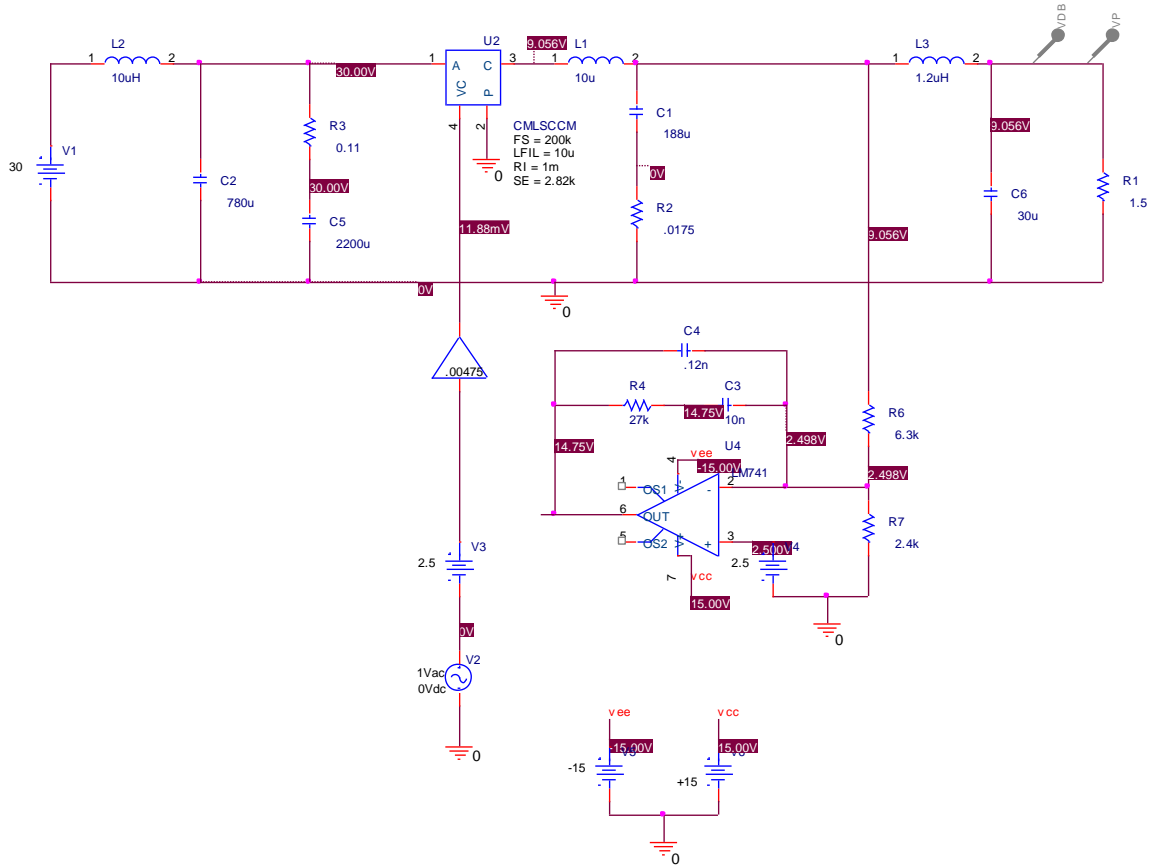 VDB
VP
L2
1
2
10uH
30.00V
U2
1
A
C
3
VC
P
4
2
0
9.056V
L1
1
2
10u
CMLSCCM
FS = 200k
LFIL = 10u
RI = 1m
SE = 2.82k
C1
188u
0V
R2
.0175
L3
1
2
1.2uH
9.056V
C6
30u
R1
1.5
V1
30
C2
780u
R3
0.11
30.00V
C5
2200u
11.88mV
9.056V
0V
0
.00475
C4
.12n
R4
27k
14.75V
C3
10n
14.75V
2.498V
R6
6.3k
2.498V
R7
2.4k
U4
LM741
vee
-15.00V
4
V-
1
OS1
2
-
6
OUT
5
OS2
3
+
V+
7
vcc
15.00V
2.500V
2.5
V4
0
V3
2.5
0V
V2
1Vac
0Vdc
0
vee
-15.00V
-15
vcc
15.00V
+15
0